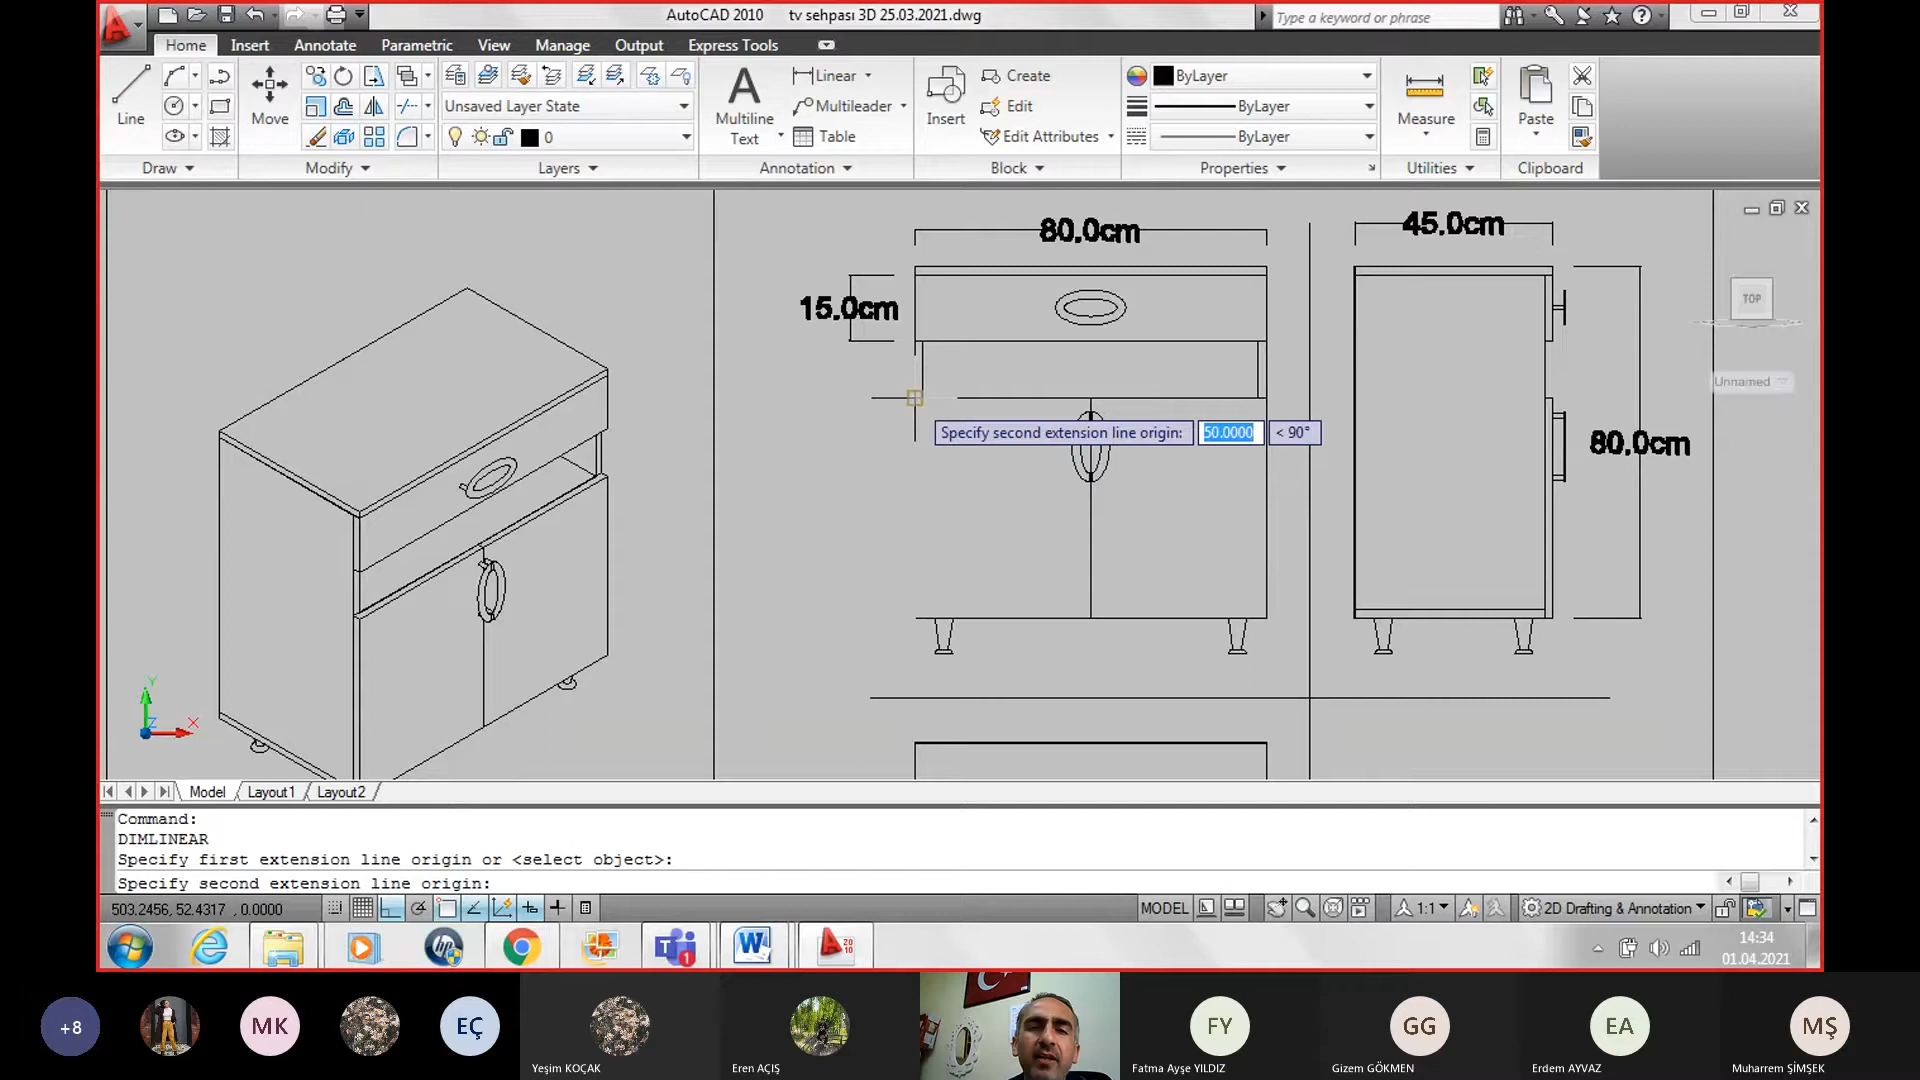 AutoCAD 2010 tv sehpası 3D 25.03.2021.dwg
Type a keyword or phrase
Home Insert Annotate Parametric View Manage Output Express Tools
Line
Move
Unsaved Layer State
0
Multiline
Text
Linear
Multileader
Table
Insert
Create
Edit
Edit Attributes
ByLayer
ByLayer
ByLayer
Measure
Paste
Draw Modify Layers Annotation Block Properties Utilities Clipboard
80.0cm
45.0cm
15.0cm
80.0cm
TOP
Unnamed
Specify second extension line origin: 50.0000 < 90°
Y
Z
X
Model Layout1 Layout2
Command:
DIMLINEAR
Specify first extension line origin or <select object>:
Specify second extension line origin:
503.2456, 52.4317 , 0.0000
MODEL
1:1
2D Drafting & Annotation
hp
T
1
W
20
10
14:34
01.04.2021
+8
MK
EÇ
FY
GG
EA
MŞ
Yeşim KOÇAK
Eren AÇIŞ
Fatma Ayşe YILDIZ
Gizem GÖKMEN
Erdem AYVAZ
Muharrem ŞİMŞEK